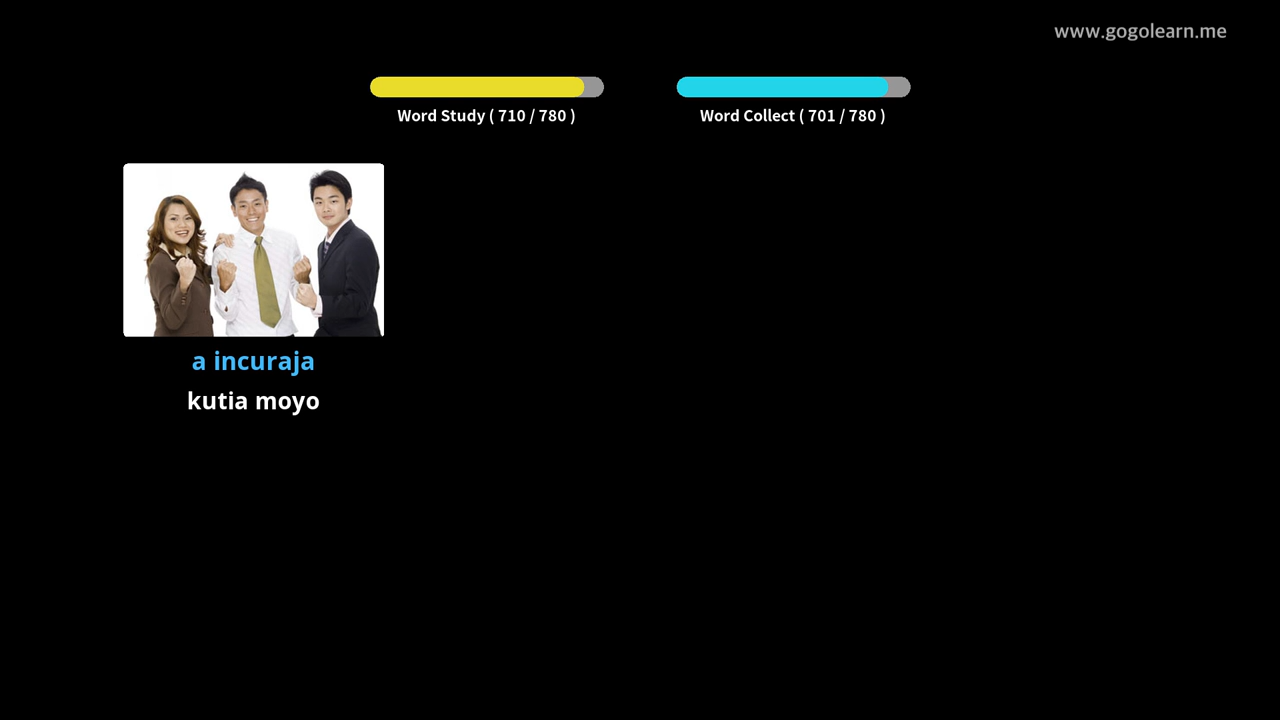 www.gogolearn.me
Word Study ( 710 / 780 )
Word Collect ( 701 / 780 )
a incuraja
kutia moyo